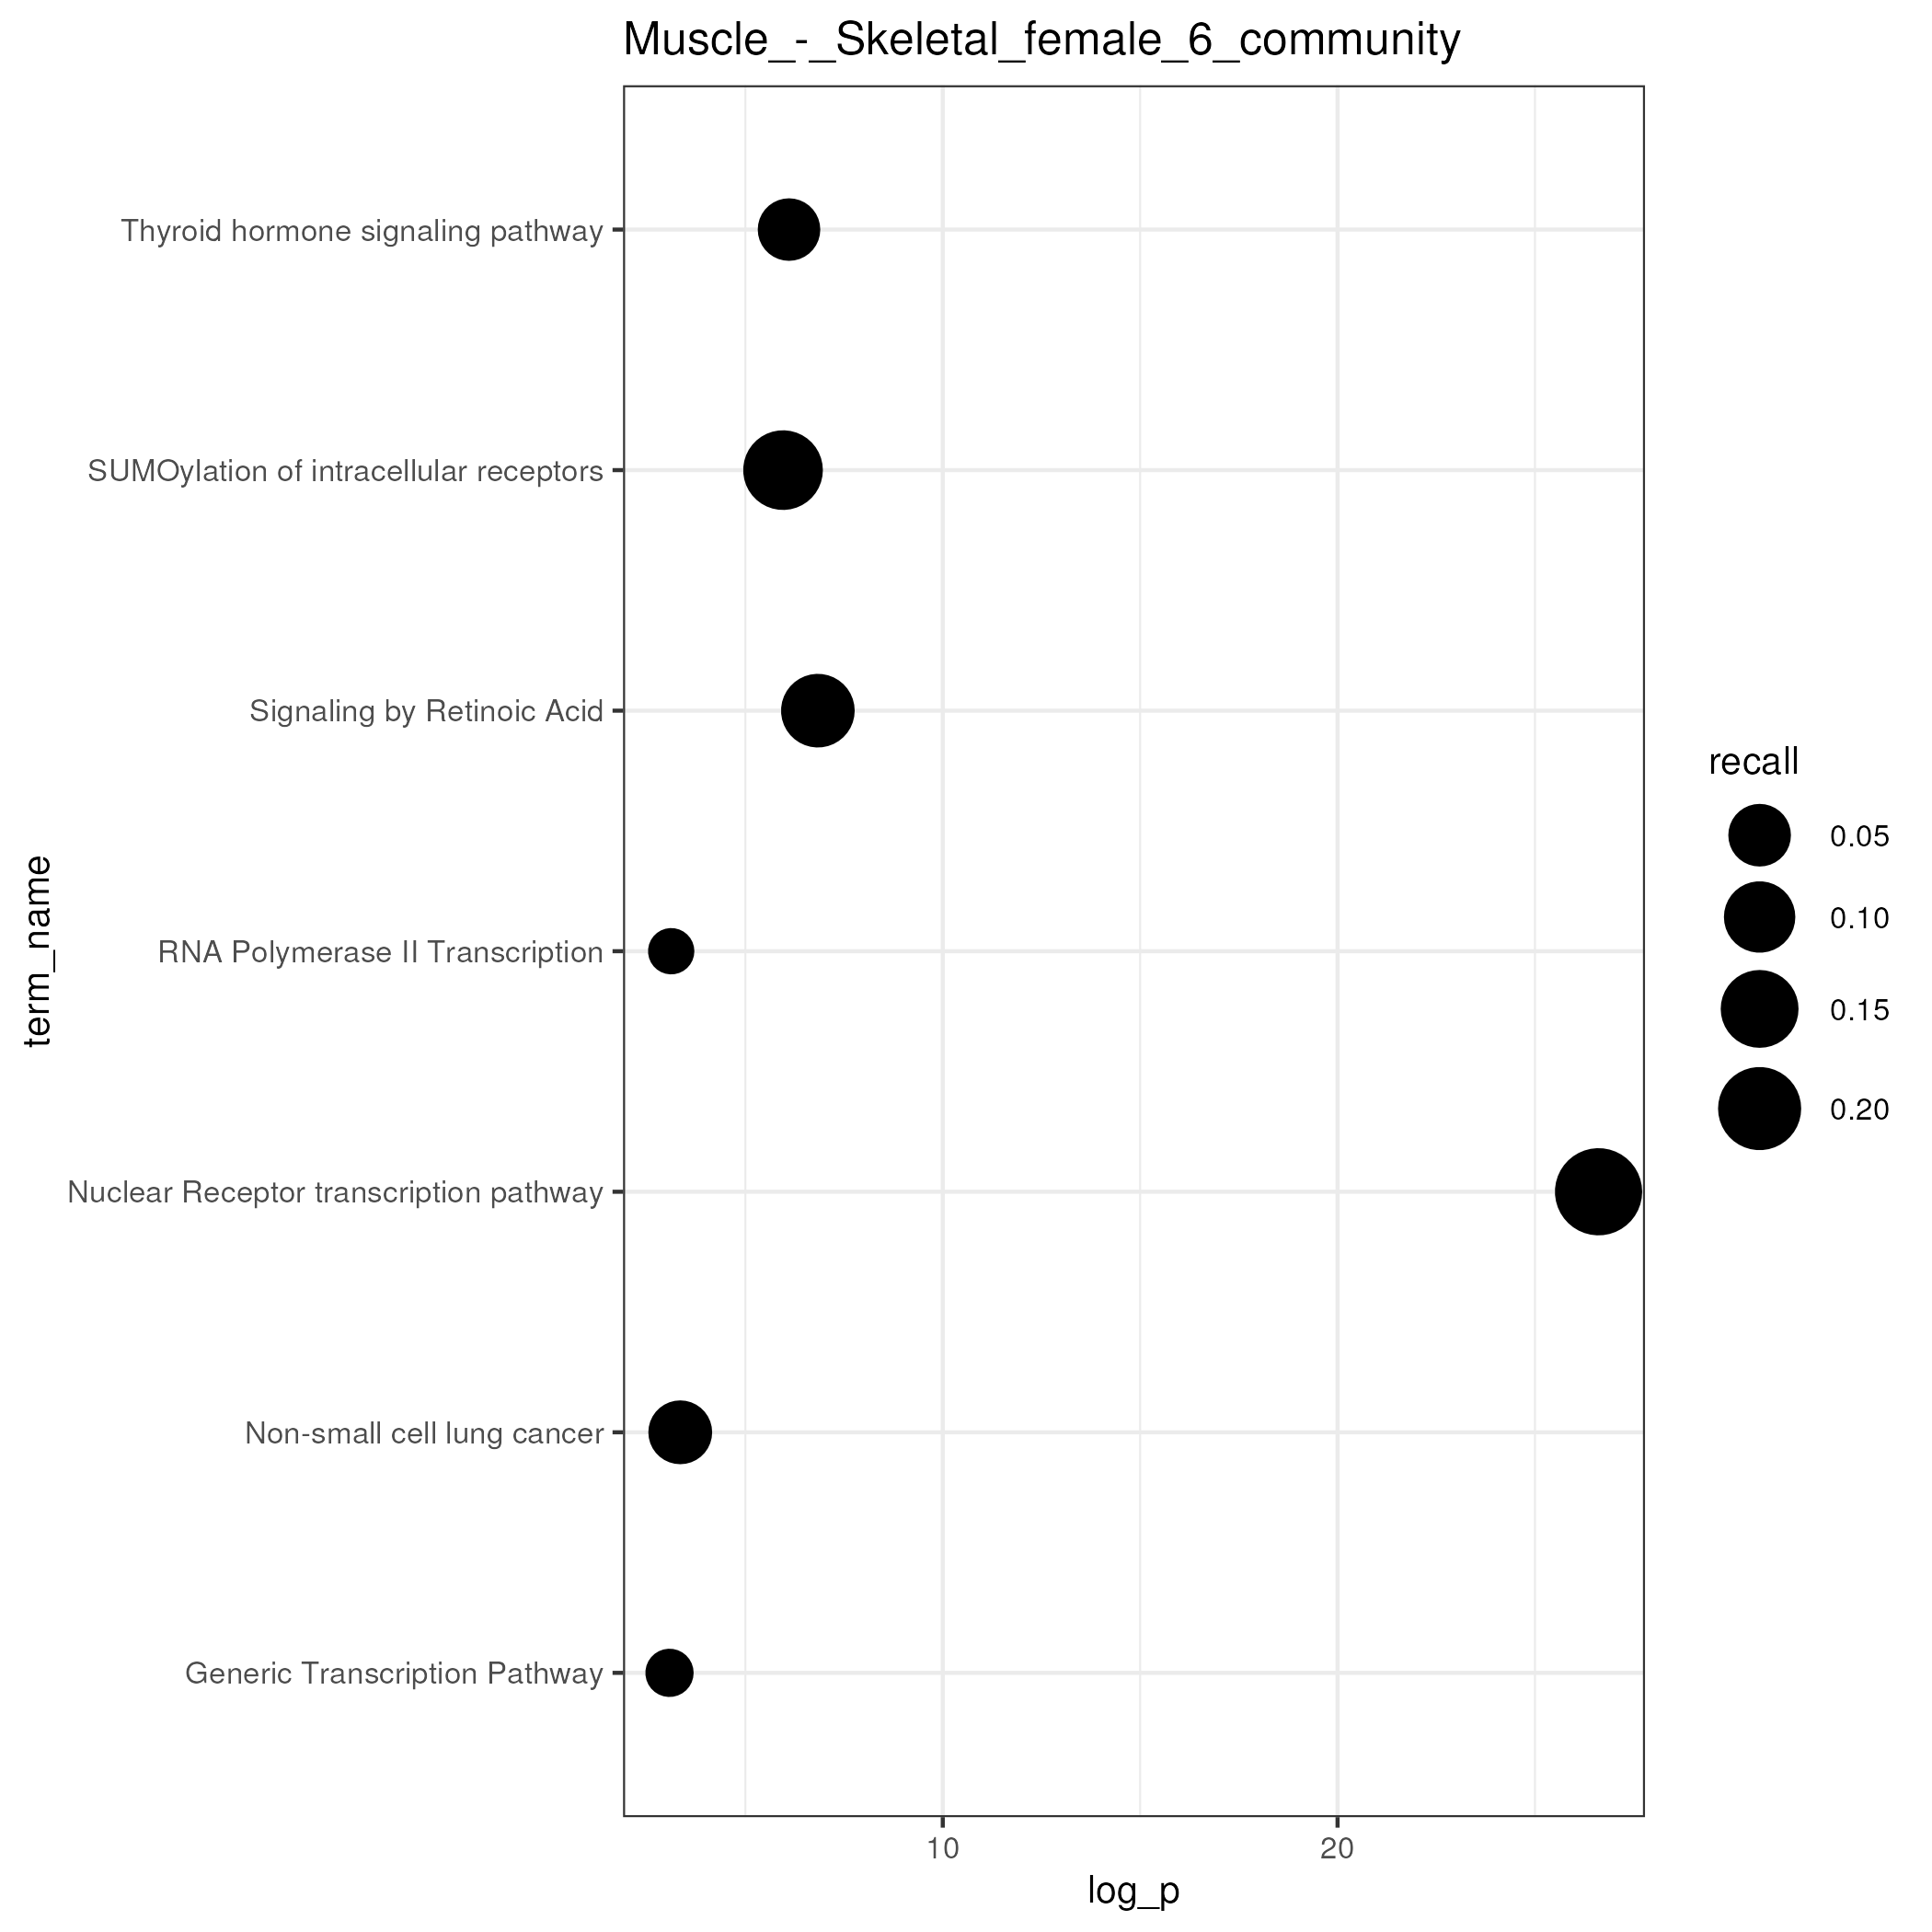 Muscle_-_Skeletal_female_6_community
Thyroid hormone signaling pathway
SUMOylation of intracellular receptors
Signaling by Retinoic Acid
RNA Polymerase II Transcription
Nuclear Receptor transcription pathway
Non-small cell lung cancer
Generic Transcription Pathway
term_name
10
20
log_p
recall
0.05
0.10
0.15
0.20